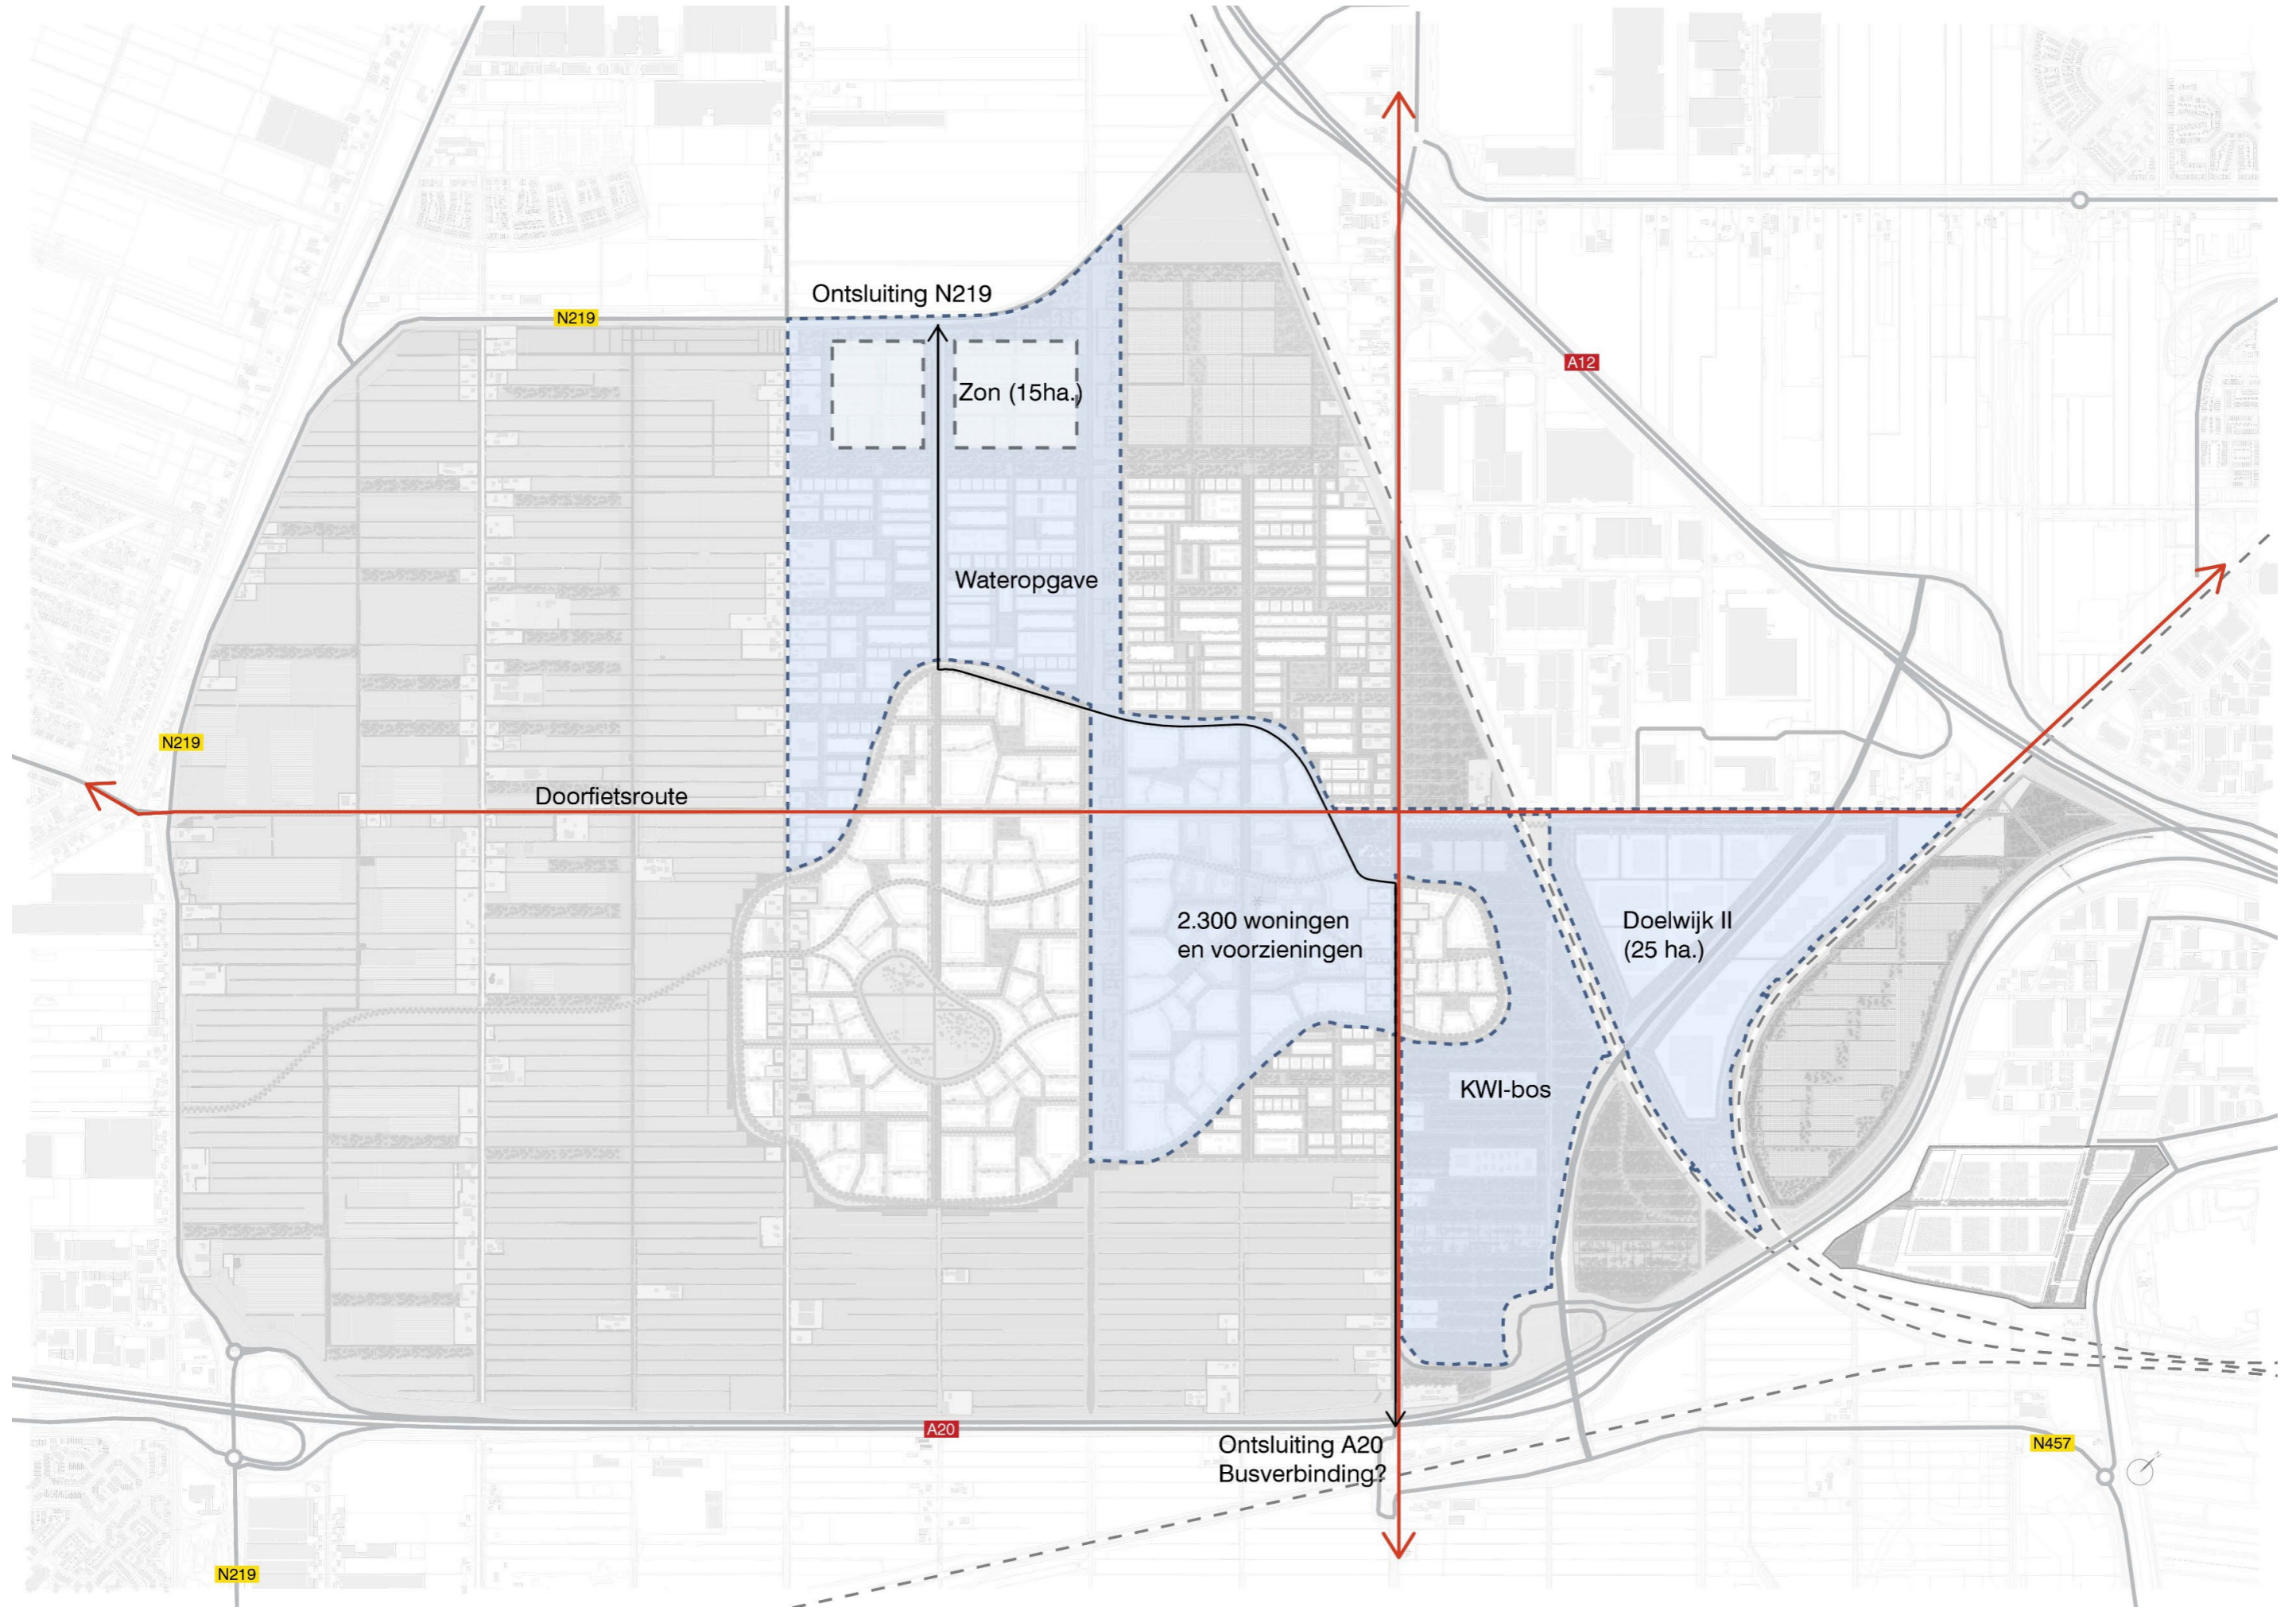 Ontsluiting N219
N219
A12
Zon (15ha.)
Wateropgave
N219
Doorfietsroute
2.300 woningen
en voorzieningen
Doelwijk II
(25 ha.)
KWI-bos
A20
Ontsluiting A20
Busverbinding?
N457
N219